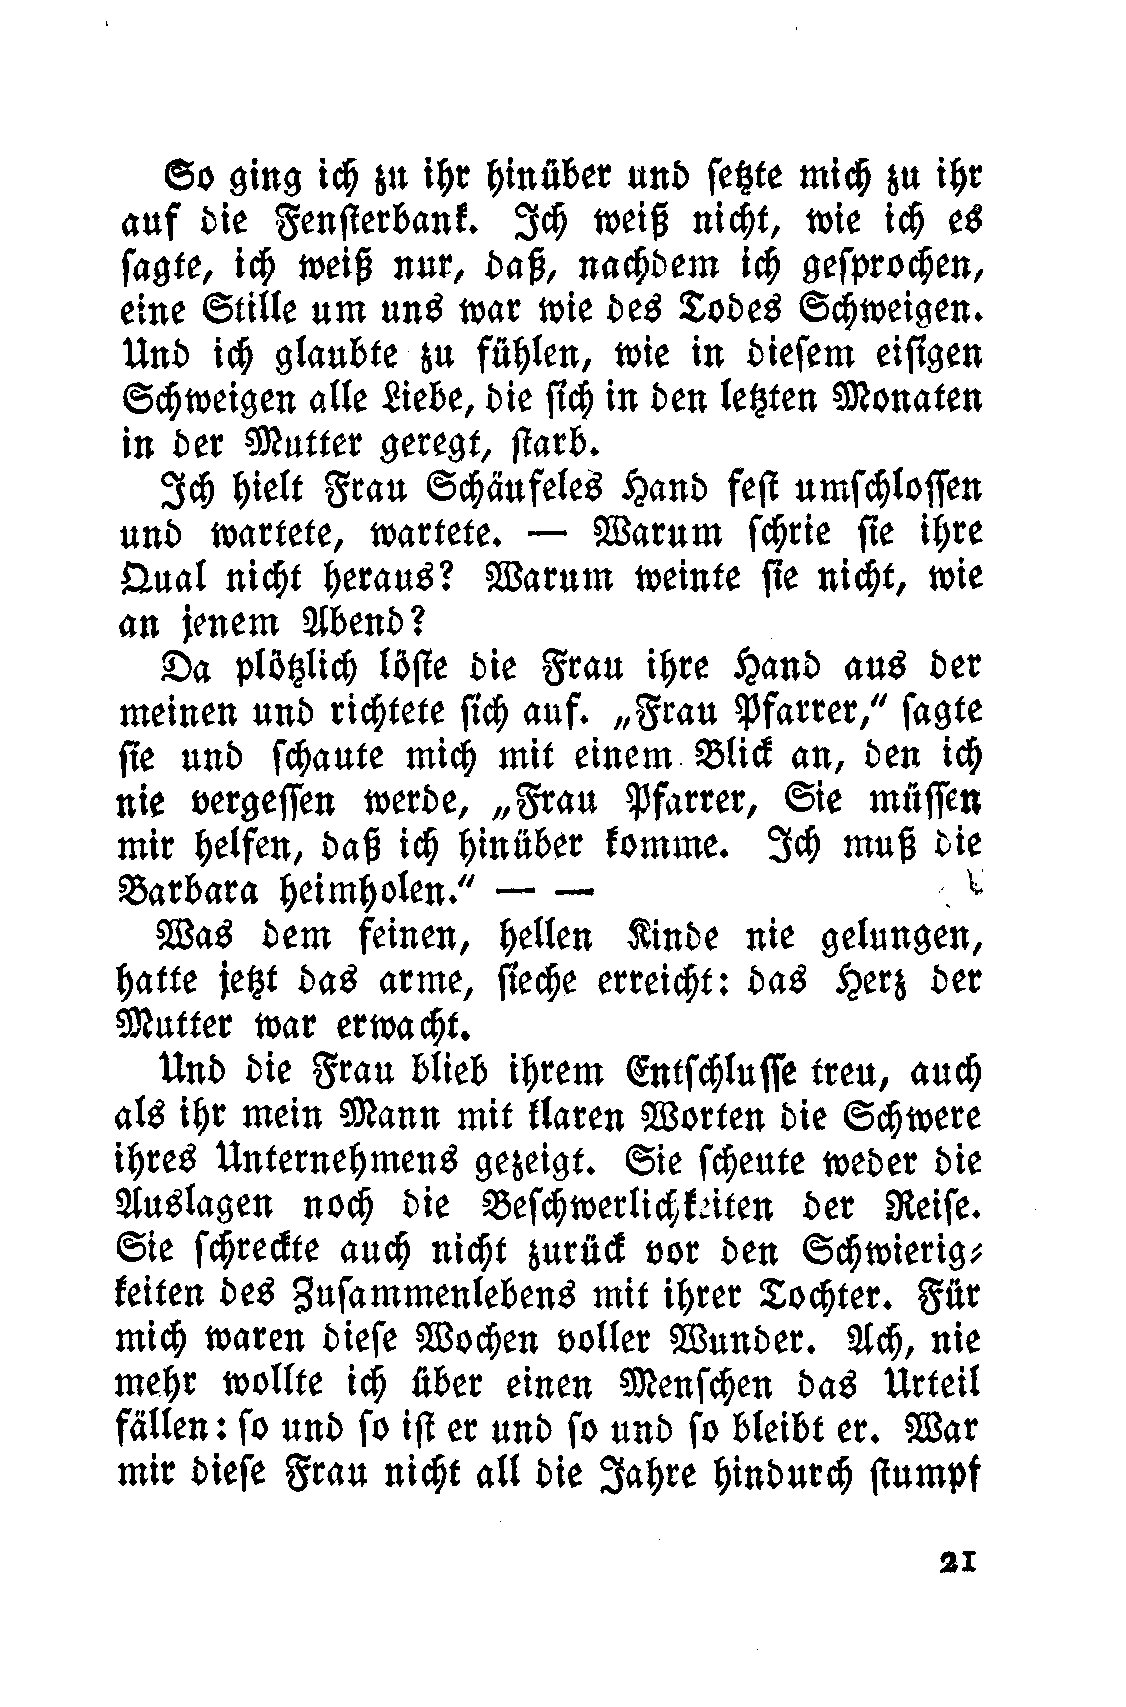 So ging ich zu ihr hinüber und setzte mich zu ihr
auf die Fensterbank. Ich weiß nicht, wie ich es
sagte, ich weiß nur, daß, nachdem ich gesprochen,
eine Stille um uns war wie des Todes Schweigen.
Und ich glaubte zu fühlen, wie in diesem eisigen
Schweigen alle Liebe, die sich in den letzten Monaten
in der Mutter geregt, starb.
Ich hielt Frau Schäufeles Hand fest umschlossen
und wartete, wartete. — Warum schrie sie ihre
Qual nicht heraus? Warum weinte sie nicht, wie
an jenem Abend?
Da plötzlich löste die Frau ihre Hand aus der
meinen und richtete sich auf. „Frau Pfarrer,“ sagte
sie und schaute mich mit einem Blick an, den ich
nie vergessen werde, „Frau Pfarrer, Sie müssen
mir helfen, daß ich hinüber komme. Ich muß die
Barbara heimholen.“ — —
Was dem feinen, hellen Kinde nie gelungen,
hatte jetzt das arme, sieche erreicht: das Herz der
Mutter war erwacht.
Und die Frau blieb ihrem Entschlusse treu, auch
als ihr mein Mann mit klaren Worten die Schwere
ihres Unternehmens gezeigt. Sie scheute weder die
Auslagen noch die Beschwerlichkeiten der Reise.
Sie schreckte auch nicht zurück vor den Schwierig-
keiten des Zusammenlebens mit ihrer Tochter. Für
mich waren diese Wochen voller Wunder. Ach, nie
mehr wollte ich über einen Menschen das Urteil
fällen: so und so ist er und so und so bleibt er. War
mir diese Frau nicht all die Jahre hindurch stumpf
21